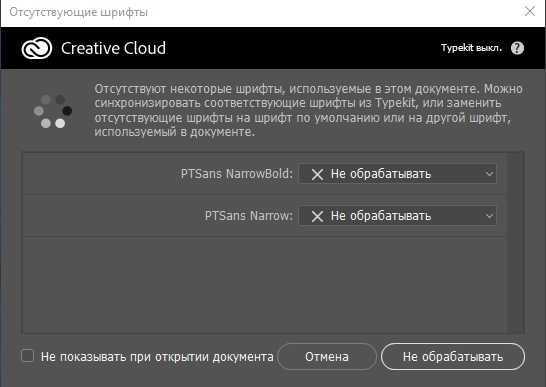 Отсутствующие шрифты
Creative Cloud
Typekit выкл. ?
Отсутствуют некоторые шрифты, используемые в этом документе. Можно
синхронизировать соответствующие шрифты из Typekit, или заменить
отсутствующие шрифты на шрифт по умолчанию или на другой шрифт,
используемый в документе.
PTSans NarrowBold: Не обрабатывать
PTSans Narrow: Не обрабатывать
Не показывать при открытии документа
Отмена
Не обрабатывать